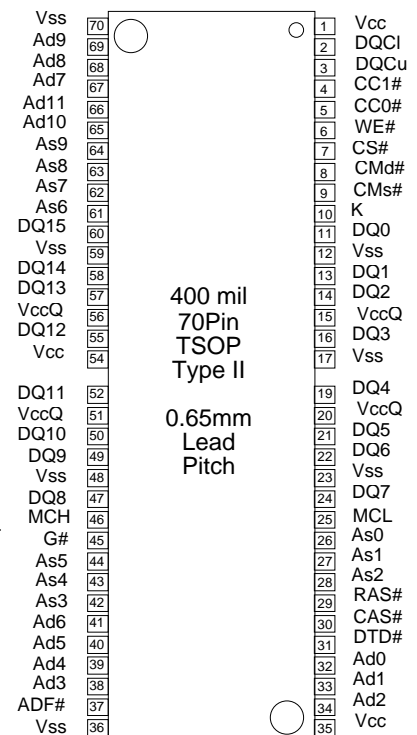 Vss 70
Ad9 69
Ad8 68
Ad7 67
Ad11 66
Ad10 65
As9 64
As8 63
As7 62
As6 61
DQ15 60
Vss 59
DQ14 58
DQ13 57
VccQ 56
DQ12 55
Vcc 54
DQ11 52
VccQ 51
DQ10 50
DQ9 49
Vss 48
DQ8 47
MCH 46
G# 45
As5 44
As4 43
As3 42
Ad6 41
Ad5 40
Ad4 39
Ad3 38
ADF# 37
Vss 36
400 mil
70Pin
TSOP
Type II
0.65mm
Lead
Pitch
1 Vcc
2 DQCl
3 DQCu
4 CC1#
5 CC0#
6 WE#
7 CS#
8 CMd#
9 CMs#
10 K
11 DQ0
12 Vss
13 DQ1
14 DQ2
15 VccQ
16 DQ3
17 Vss
19 DQ4
20 VccQ
21 DQ5
22 DQ6
23 Vss
24 DQ7
25 MCL
26 As0
27 As1
28 As2
29 RAS#
30 CAS#
31 DTD#
32 Ad0
33 Ad1
34 Ad2
35 Vcc